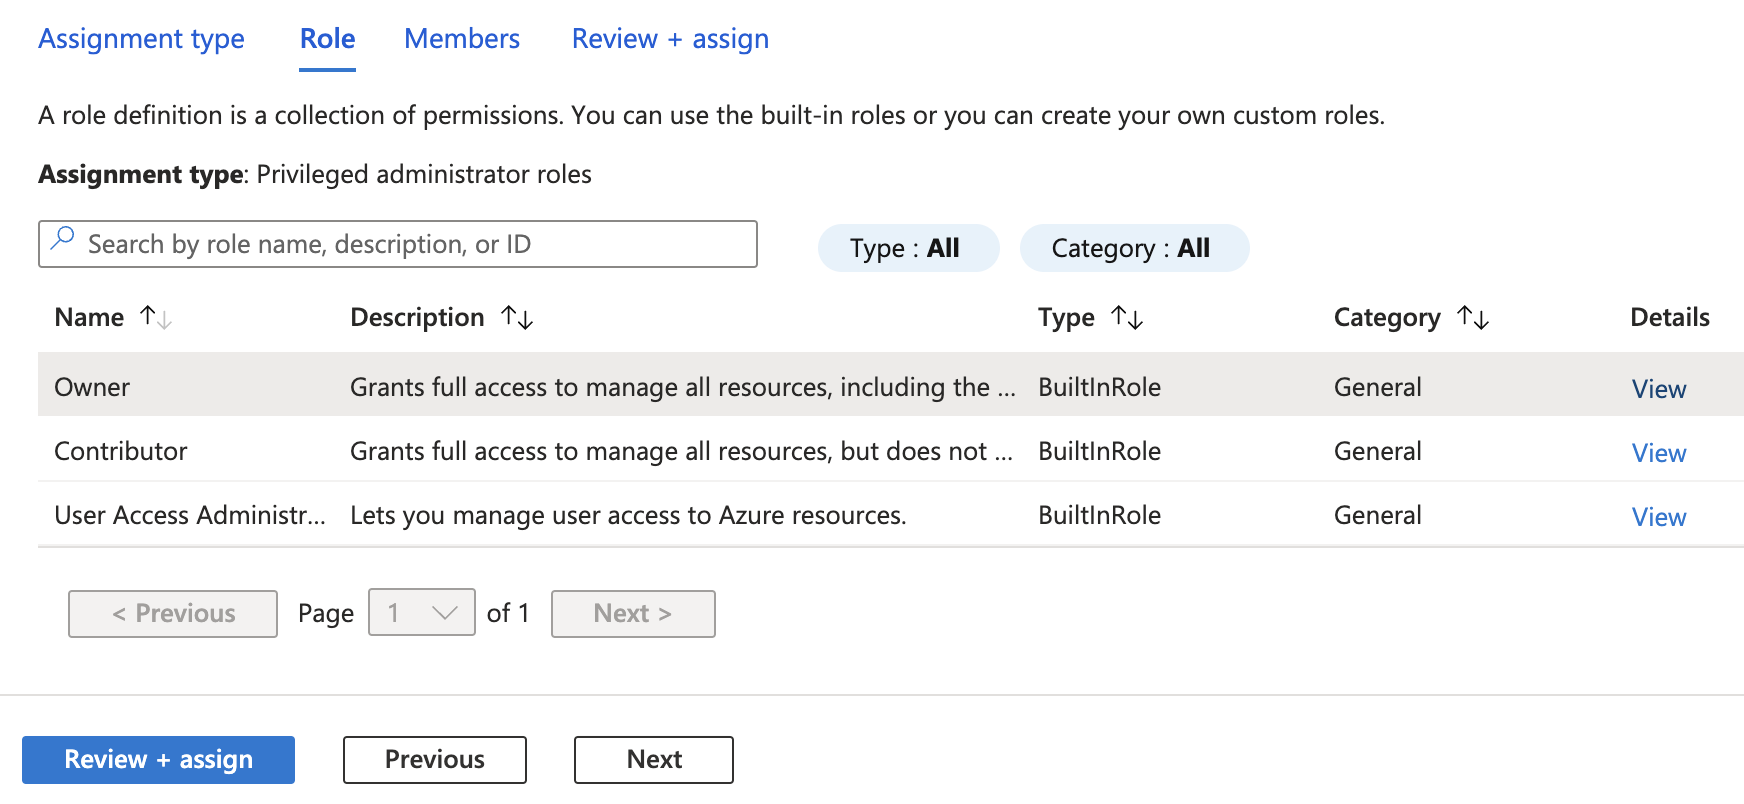 Assignment type Role Members Review + assign
A role definition is a collection of permissions. You can use the built-in roles or you can create your own custom roles.
Assignment type: Privileged administrator roles
Search by role name, description, or ID Type : All Category : All
Name ↑↓ Description ↑↓ Type ↑↓ Category ↑↓ Details
Owner Grants full access to manage all resources, including the ... BuiltInRole General View
Contributor Grants full access to manage all resources, but does not ... BuiltInRole General View
User Access Administr... Lets you manage user access to Azure resources. BuiltInRole General View
< Previous Page 1 of 1 Next >
Review + assign Previous Next